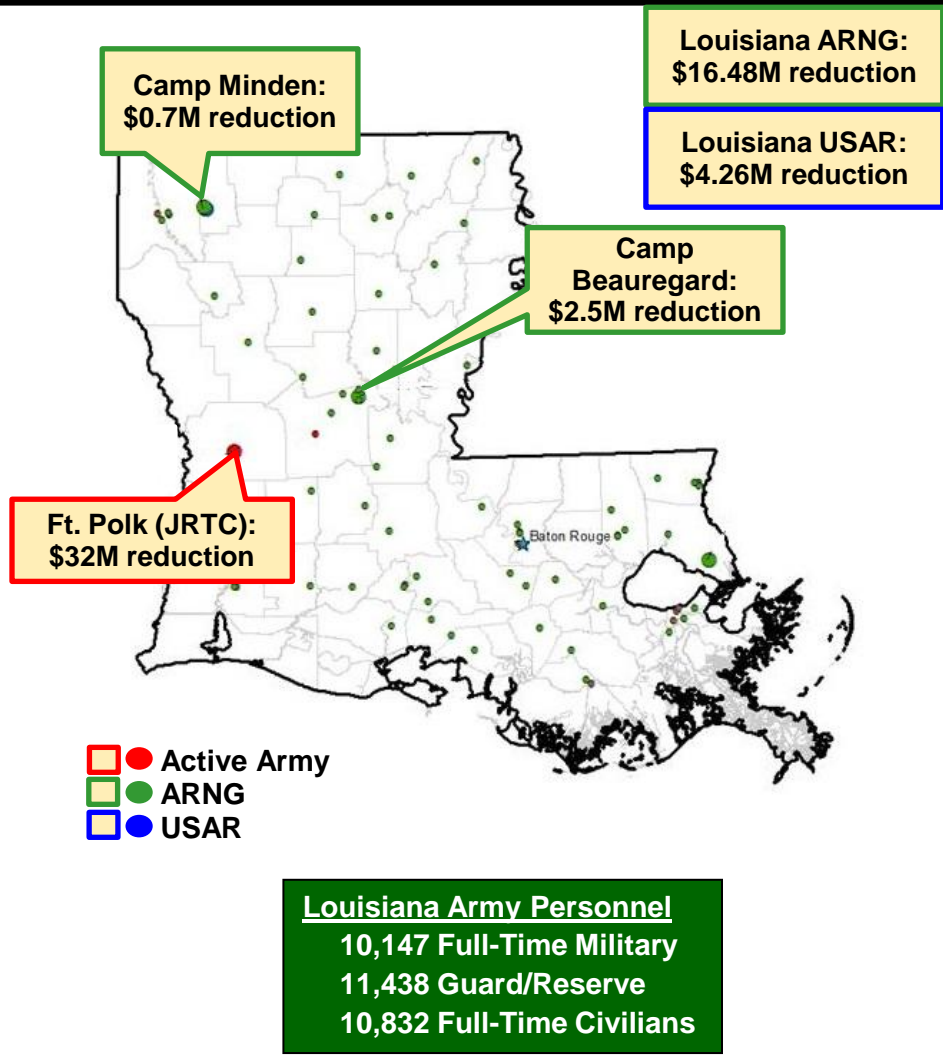 Louisiana ARNG:
$16.48M reduction
Camp Minden:
$0.7M reduction
Louisiana USAR:
$4.26M reduction
Camp
Beauregard:
$2.5M reduction
Ft. Polk (JRTC):
$32M reduction
Baton Rouge
Active Army
ARNG
USAR
Louisiana Army Personnel
10,147 Full-Time Military
11,438 Guard/Reserve
10,832 Full-Time Civilians